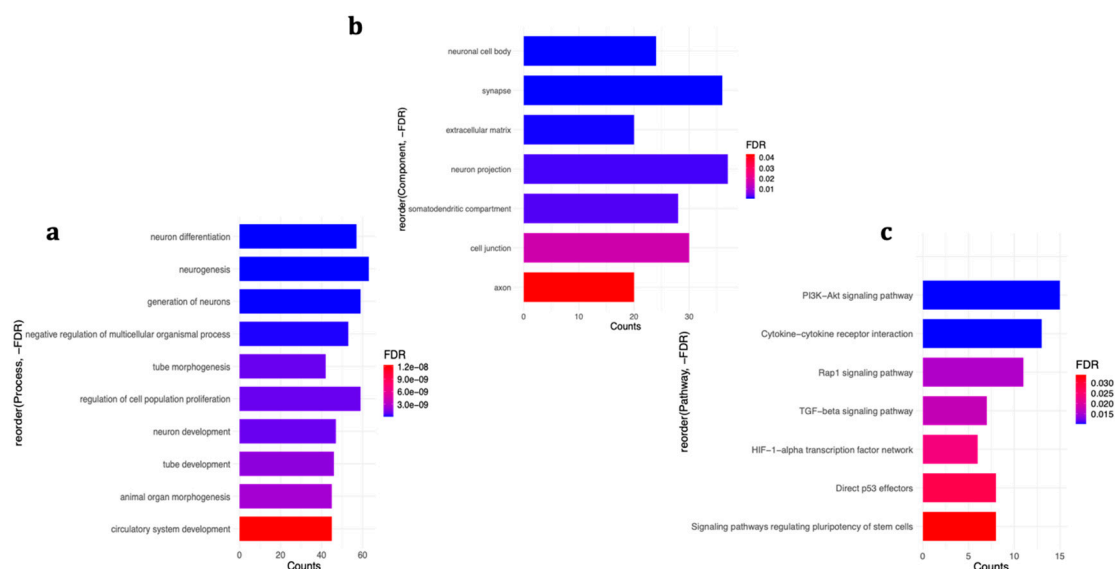 b
reorder(Component, −FDR)
neuronal cell body
synapse
extracellular matrix
neuron projection
somatodendritic compartment
cell junction
axon
0 10 20 30
Counts
FDR
0.04
0.03
0.02
0.01
a
reorder(Process, −FDR)
neuron differentiation
neurogenesis
generation of neurons
negative regulation of multicellular organismal process
tube morphogenesis
regulation of cell population proliferation
neuron development
tube development
animal organ morphogenesis
circulatory system development
0 20 40 60
Counts
FDR
1.2e−08
9.0e−09
6.0e−09
3.0e−09
c
reorder(Pathway, −FDR)
PI3K−Akt signaling pathway
Cytokine−cytokine receptor interaction
Rap1 signaling pathway
TGF−beta signaling pathway
HIF−1−alpha transcription factor network
Direct p53 effectors
Signaling pathways regulating pluripotency of stem cells
0 5 10 15
Counts
FDR
0.030
0.025
0.020
0.015